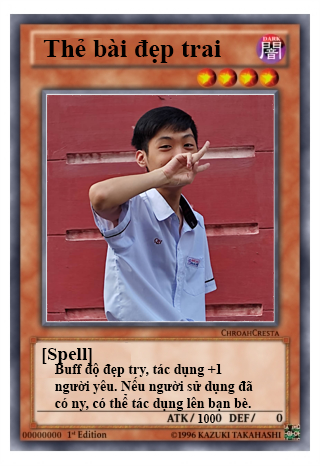 Thẻ bài đẹp trai
DARK
闇
CHROAHCRESTA
[Spell]
Buff độ đẹp try, tác dụng +1
người yêu. Nếu người sử dụng đã
có ny, có thể tác dụng lên bạn bè.
ATK / 1000 DEF / 0
00000000 1st Edition ©1996 KAZUKI TAKAHASHI